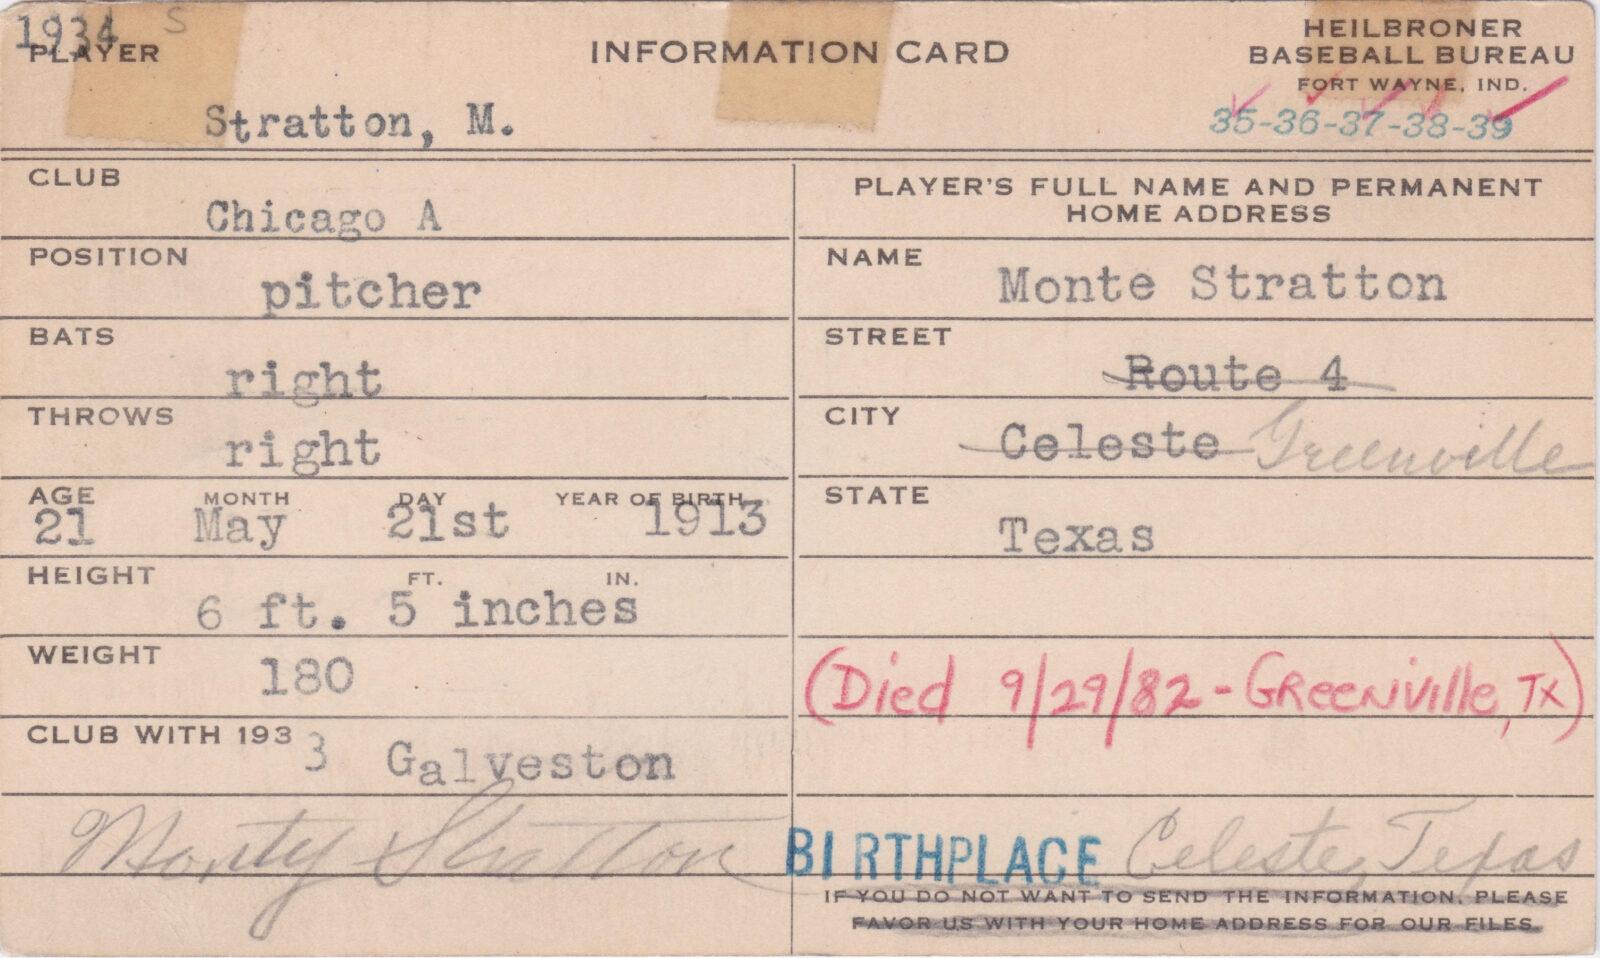 1934 S
PLAYER
INFORMATION CARD
HEILBRONER
BASEBALL BUREAU
FORT WAYNE, IND.
35-36-37-38-39
Stratton, M.
CLUB
Chicago A
POSITION
pitcher
BATS
right
THROWS
right
AGE MONTH DAY YEAR OF BIRTH
21 May 21st 1913
HEIGHT FT. IN.
6 ft. 5 inches
WEIGHT
180
CLUB WITH 193 3 Galveston
Monty Stratton
PLAYER'S FULL NAME AND PERMANENT
HOME ADDRESS
NAME
Monte Stratton
STREET
Route 4
CITY
Celeste Greenville
STATE
Texas
(Died 9/29/82 - GREENVille, TX)
BIRTHPLACE Celeste, Texas
IF YOU DO NOT WANT TO SEND THE INFORMATION, PLEASE
FAVOR US WITH YOUR HOME ADDRESS FOR OUR FILES.